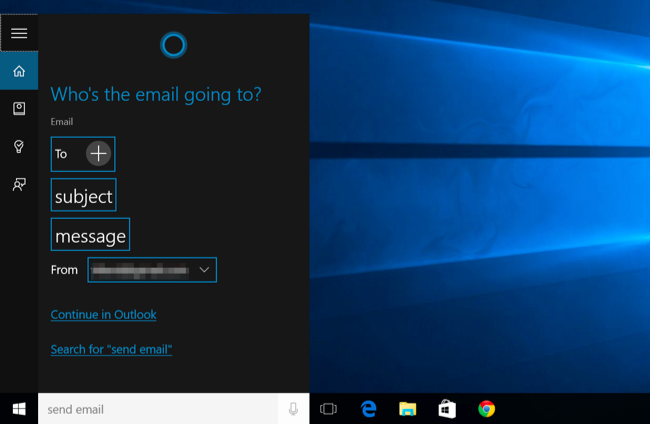 Who's the email going to?
Email
To
subject
message
From
Continue in Outlook
Search for "send email"
send email